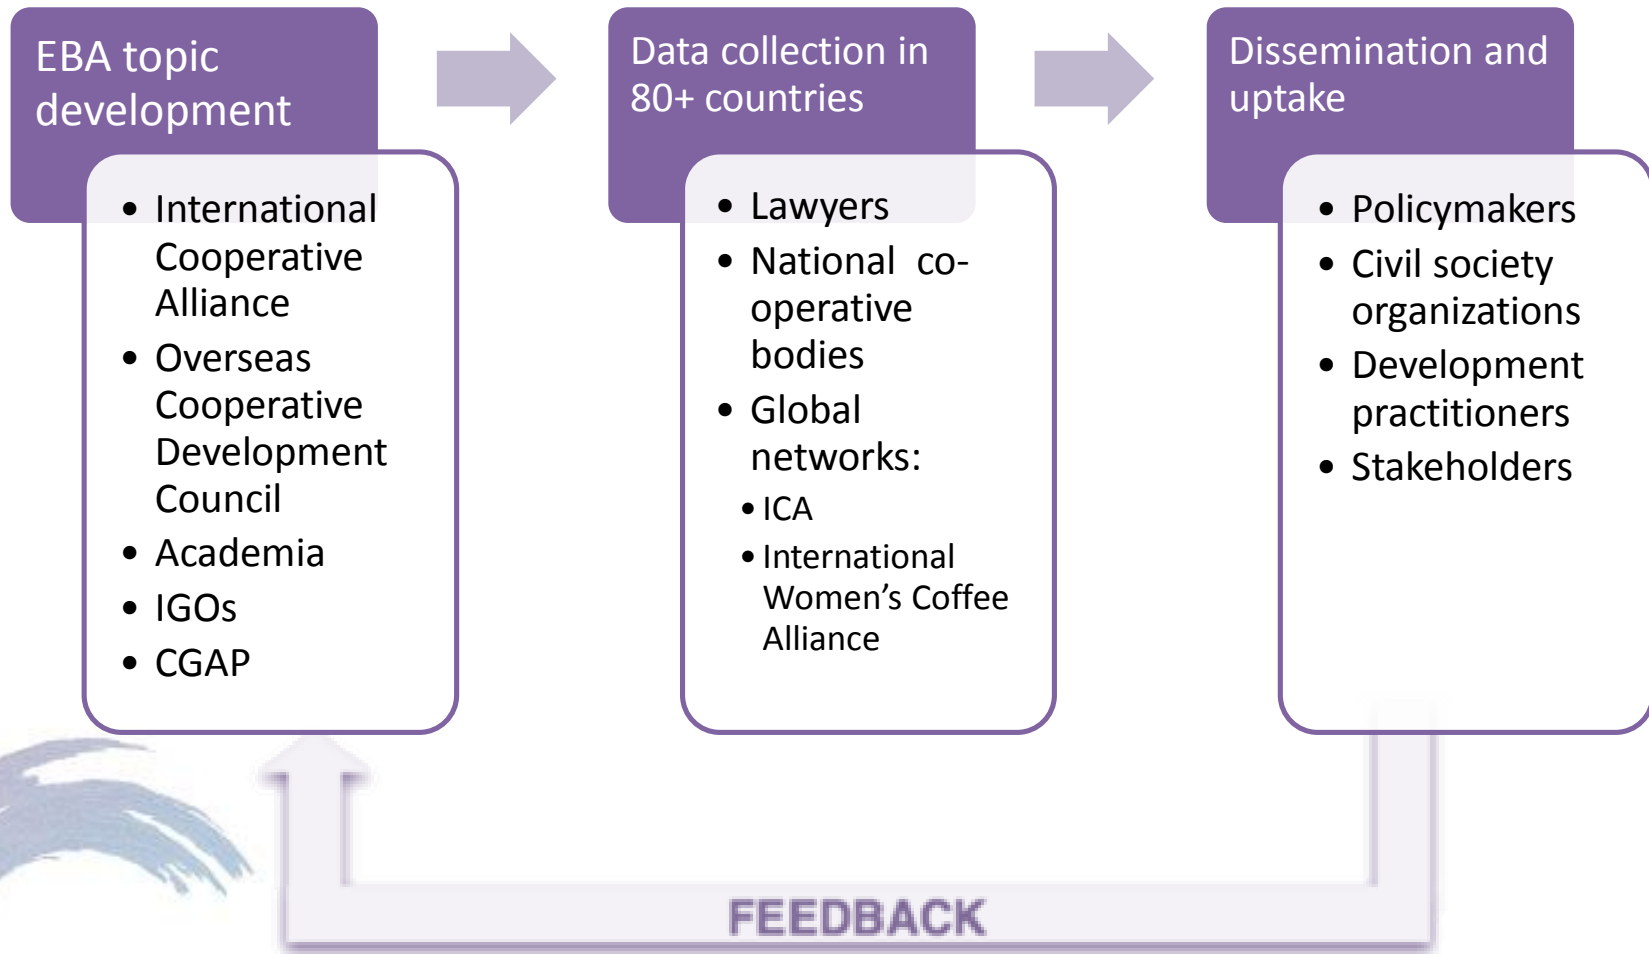 EBA topic
development
• International
Cooperative
Alliance
• Overseas
Cooperative
Development
Council
• Academia
• IGOs
• CGAP
Data collection in
80+ countries
• Lawyers
• National co-
operative
bodies
• Global
networks:
• ICA
• International
Women’s Coffee
Alliance
Dissemination and
uptake
• Policymakers
• Civil society
organizations
• Development
practitioners
• Stakeholders
FEEDBACK